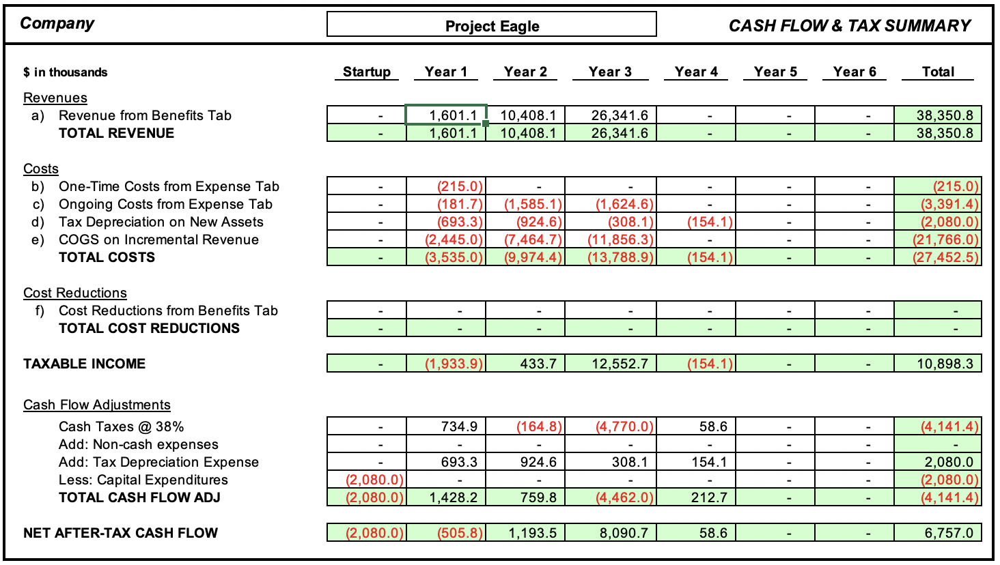 Company Project Eagle CASH FLOW & TAX SUMMARY
$ in thousands Startup Year 1 Year 2 Year 3 Year 4 Year 5 Year 6 Total
Revenues
a) Revenue from Benefits Tab - 1,601.1 10,408.1 26,341.6 - - - 38,350.8
TOTAL REVENUE - 1,601.1 10,408.1 26,341.6 - - - 38,350.8
Costs
b) One-Time Costs from Expense Tab - (215.0) - - - - - (215.0)
c) Ongoing Costs from Expense Tab - (181.7) (1,585.1) (1,624.6) - - - (3,391.4)
d) Tax Depreciation on New Assets - (693.3) (924.6) (308.1) (154.1) - - (2,080.0)
e) COGS on Incremental Revenue - (2,445.0) (7,464.7) (11,856.3) - - - (21,766.0)
TOTAL COSTS - (3,535.0) (9,974.4) (13,788.9) (154.1) - - (27,452.5)
Cost Reductions
f) Cost Reductions from Benefits Tab - - - - - - - -
TOTAL COST REDUCTIONS - - - - - - - -
TAXABLE INCOME - (1,933.9) 433.7 12,552.7 (154.1) - - 10,898.3
Cash Flow Adjustments
Cash Taxes @ 38% - 734.9 (164.8) (4,770.0) 58.6 - - (4,141.4)
Add: Non-cash expenses - - - - - - - -
Add: Tax Depreciation Expense - 693.3 924.6 308.1 154.1 - - 2,080.0
Less: Capital Expenditures (2,080.0) - - - - - - (2,080.0)
TOTAL CASH FLOW ADJ (2,080.0) 1,428.2 759.8 (4,462.0) 212.7 - - (4,141.4)
NET AFTER-TAX CASH FLOW (2,080.0) (505.8) 1,193.5 8,090.7 58.6 - - 6,757.0